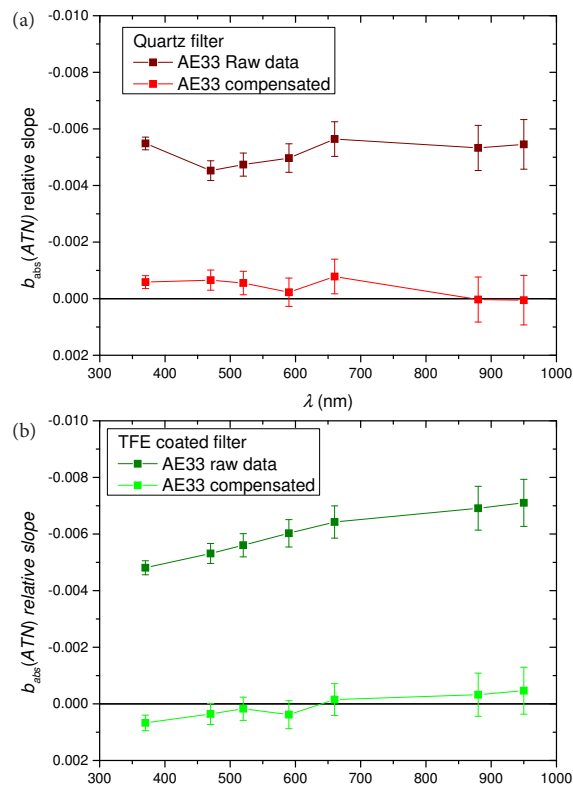 (a)
-0.010
Quartz filter
AE33 Raw data
AE33 compensated
-0.008
-0.006
-0.004
-0.002
0.000
0.002
b_abs(ATN) relative slope
300 400 500 600 700 800 900 1000
λ (nm)
(b)
-0.010
TFE coated filter
AE33 raw data
AE33 compensated
-0.008
-0.006
-0.004
-0.002
0.000
0.002
b_abs(ATN) relative slope
300 400 500 600 700 800 900 1000